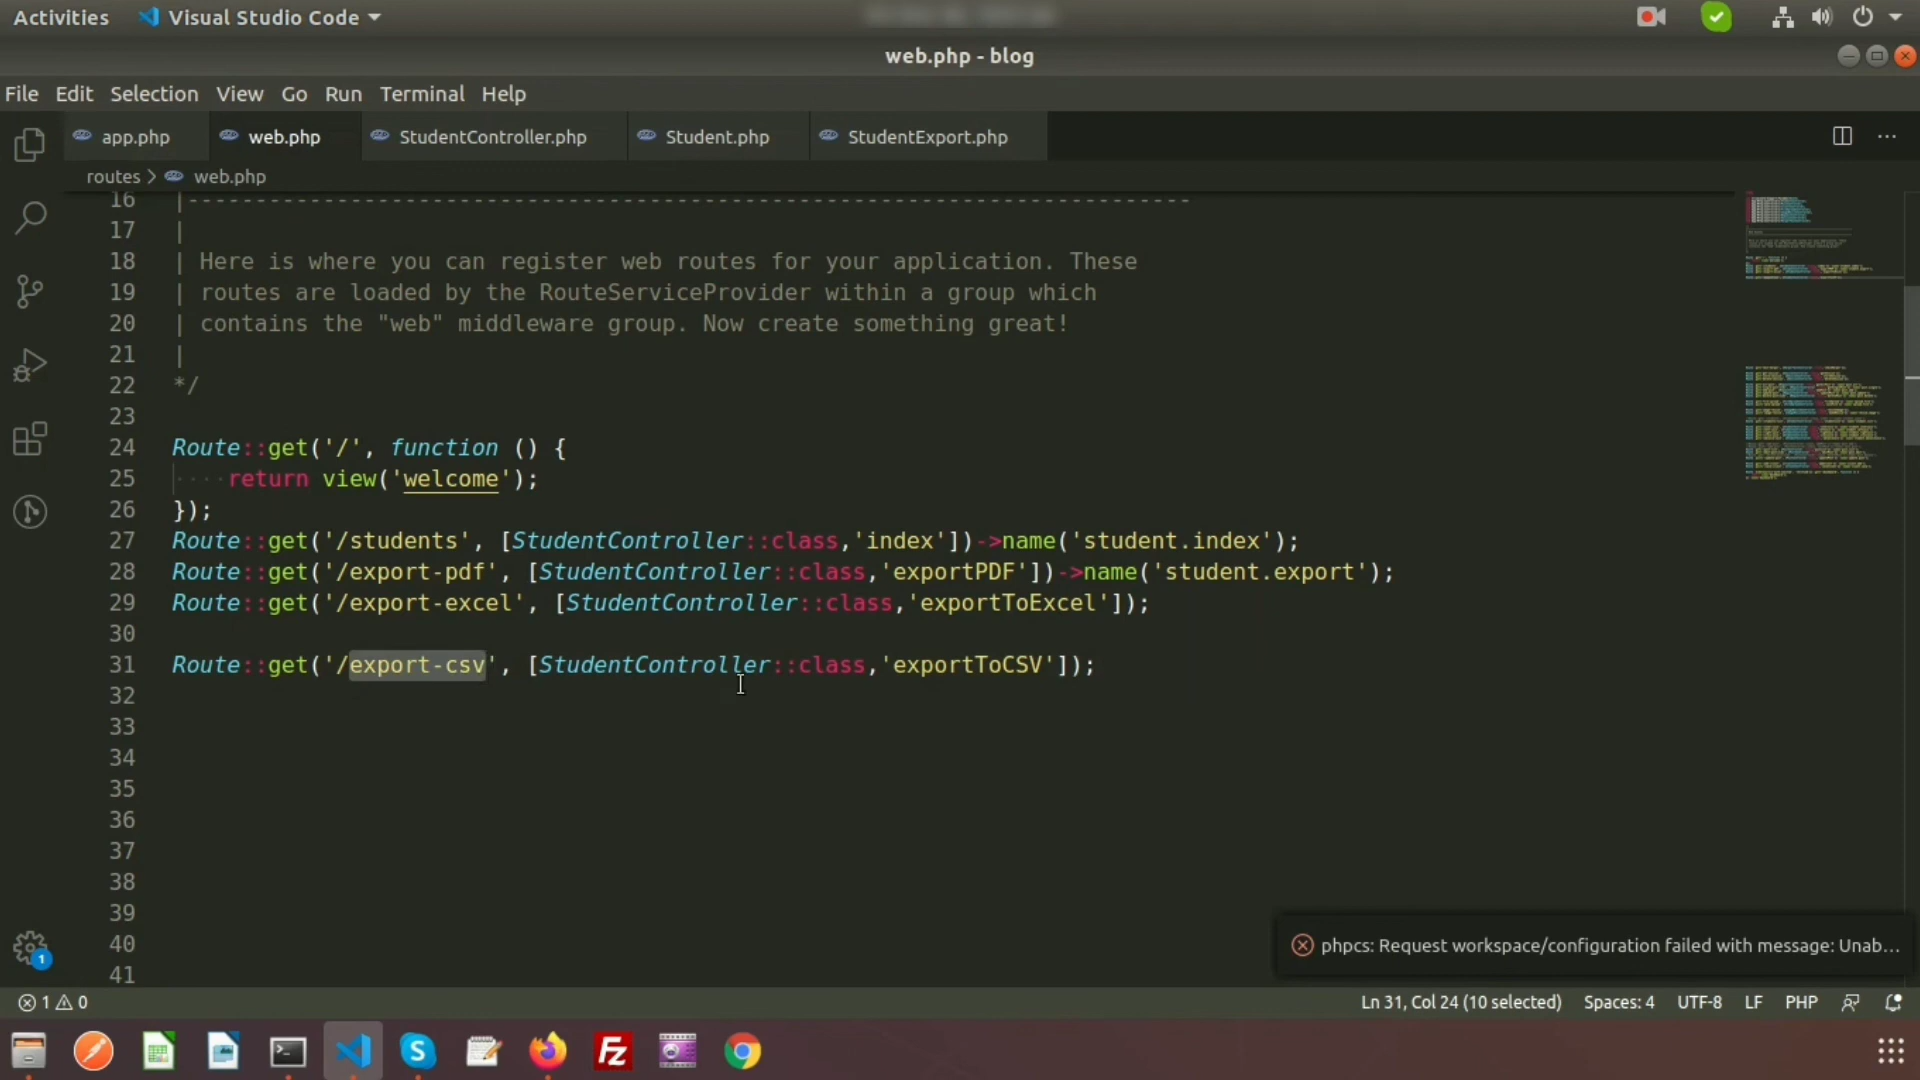 Activities Visual Studio Code
web.php - blog
File Edit Selection View Go Run Terminal Help
app.php web.php StudentController.php Student.php StudentExport.php
routes > web.php
16 |--------------------------------------------------------------------------
17 |
18 | Here is where you can register web routes for your application. These
19 | routes are loaded by the RouteServiceProvider within a group which
20 | contains the "web" middleware group. Now create something great!
21 |
22 */
23
24 Route::get('/', function () {
25 ····return view('welcome');
26 });
27 Route::get('/students', [StudentController::class,'index'])->name('student.index');
28 Route::get('/export-pdf', [StudentController::class,'exportPDF'])->name('student.export');
29 Route::get('/export-excel', [StudentController::class,'exportToExcel']);
30
31 Route::get('/export-csv', [StudentController::class,'exportToCSV']);
32
33
34
35
36
37
38
39
40
41
phpcs: Request workspace/configuration failed with message: Unab...
1
1 0 Ln 31, Col 24 (10 selected) Spaces: 4 UTF-8 LF PHP